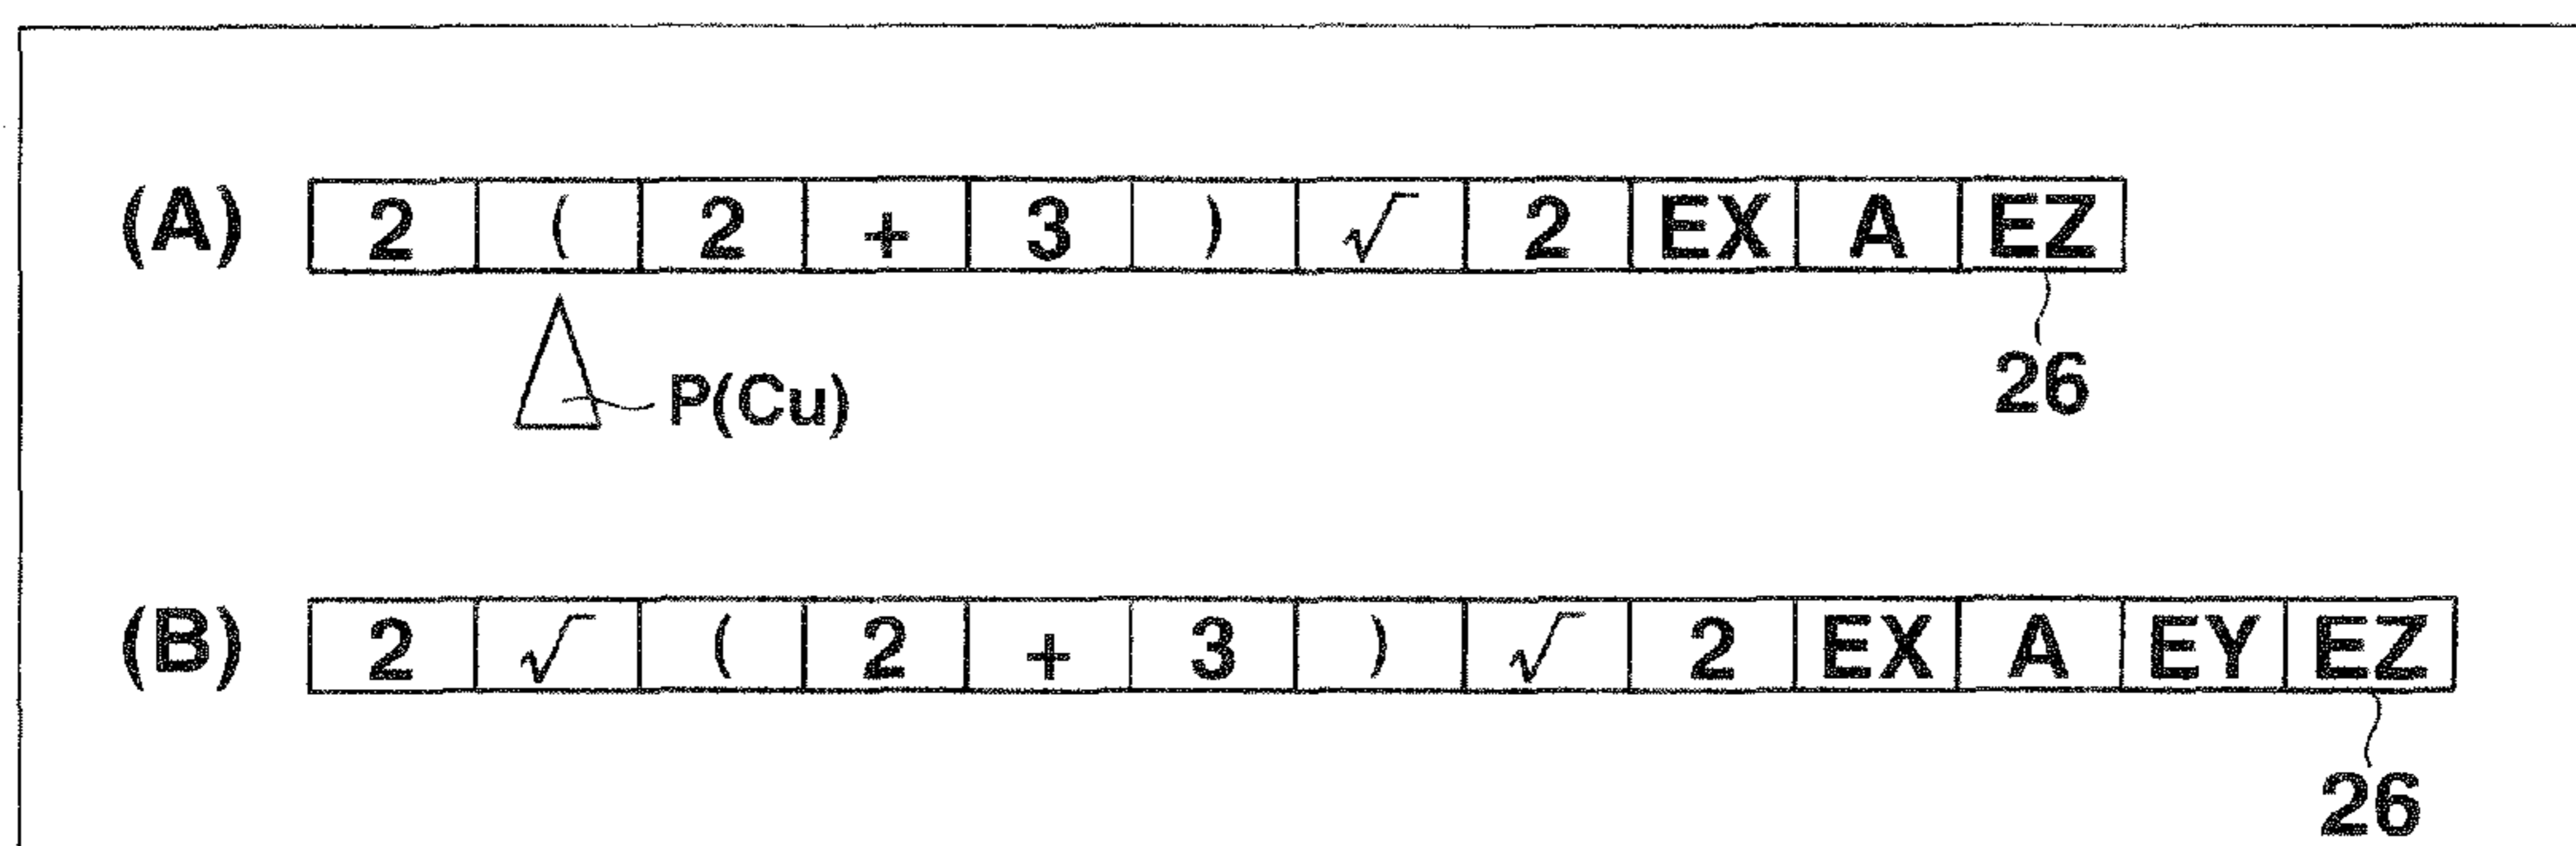 (A) 2 ( 2 + 3 ) √ 2 EX A EZ
P(Cu)
26
(B) 2 √ ( 2 + 3 ) √ 2 EX A EY EZ
26